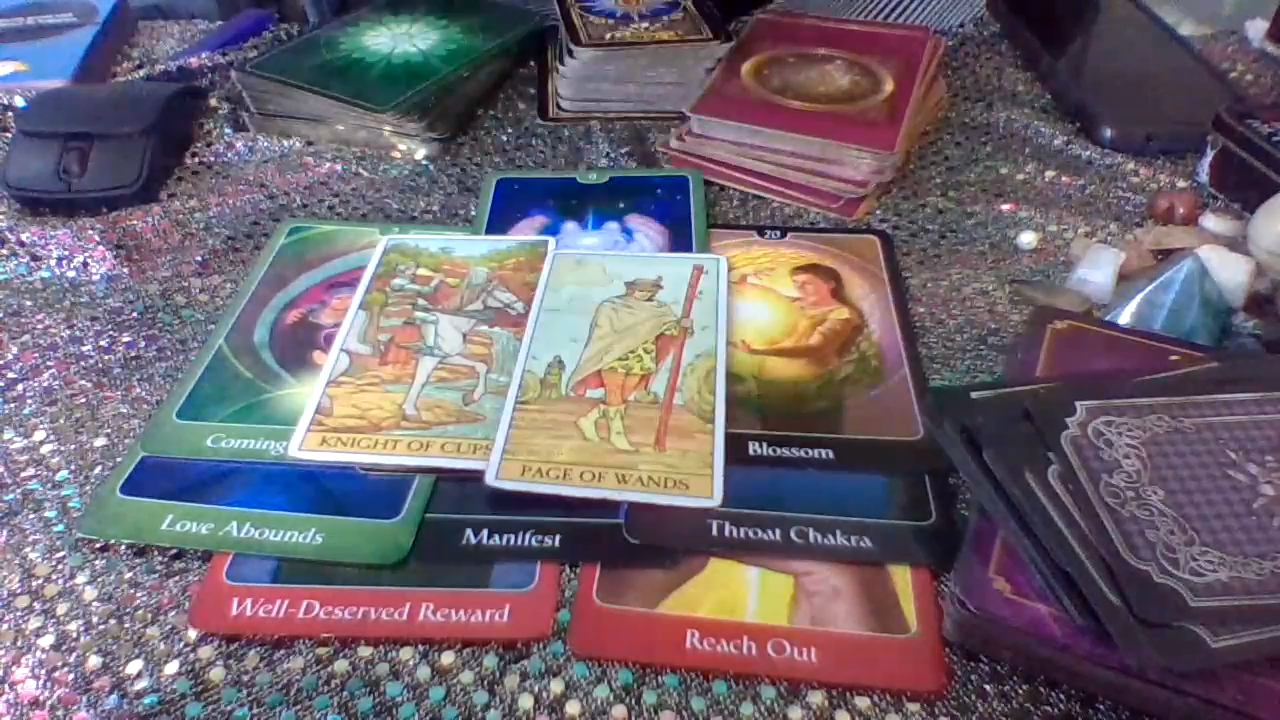 20
Coming
KNIGHT OF CUPS
Blossom
PAGE OF WANDS
Love Abounds
Manifest
Throat Chakra
Well-Deserved Reward
Reach Out